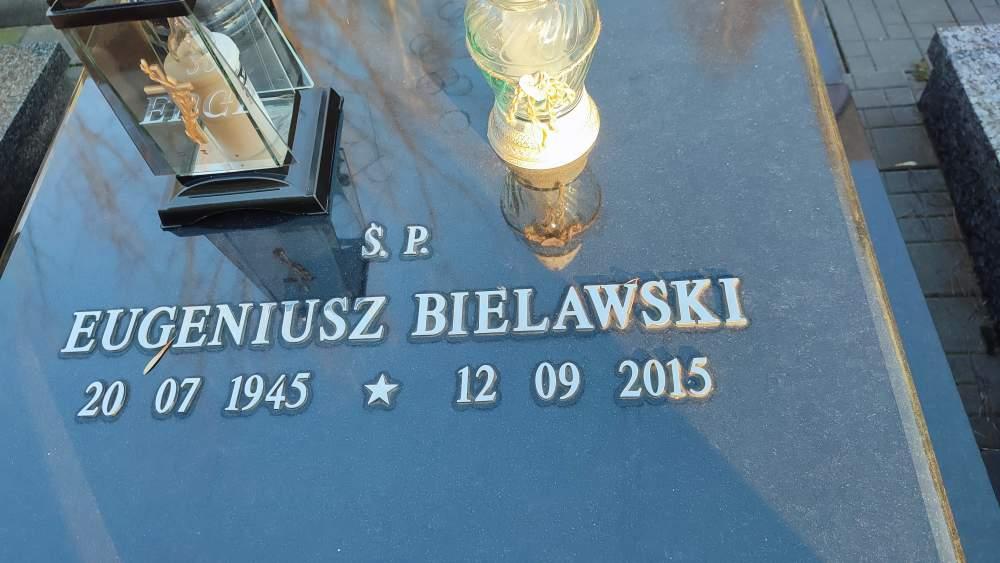 Ś. P.
EUGENIUSZ BIELAWSKI
20 07 1945 ★ 12 09 2015